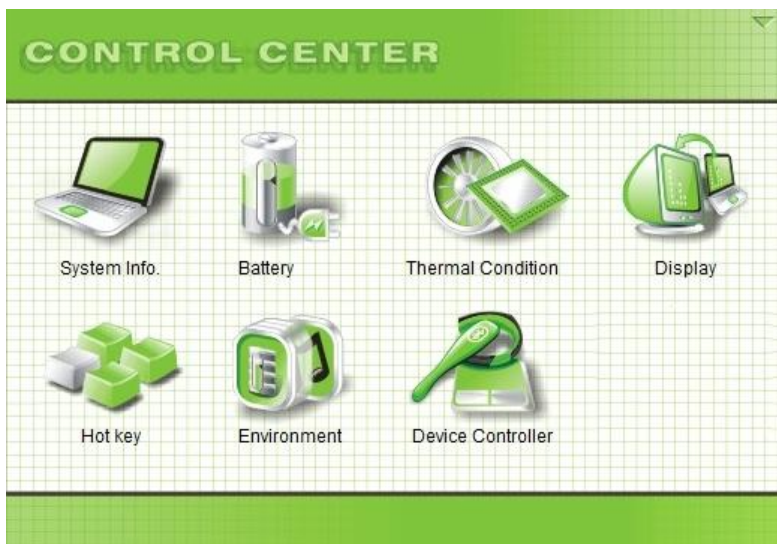 CONTROL CENTER
System Info. Battery Thermal Condition Display
Hot key Environment Device Controller